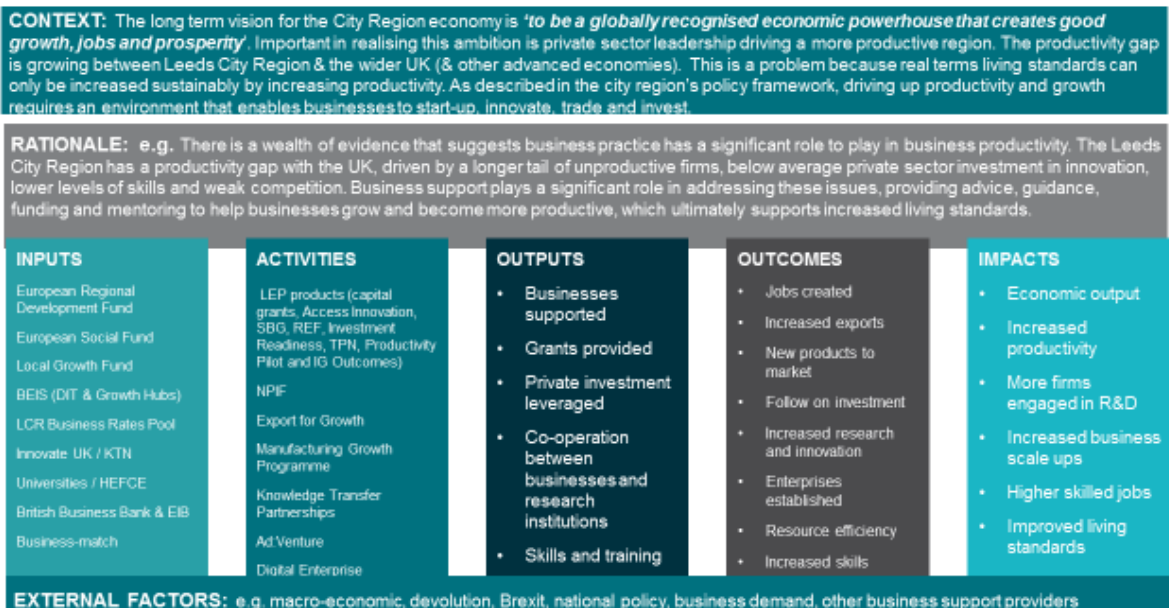 CONTEXT: The long term vision for the City Region economy is 'to be a globally recognised economic powerhouse that creates good
growth, jobs and prosperity'. Important in realising this ambition is private sector leadership driving a more productive region. The productivity gap
is growing between Leeds City Region & the wider UK (& other advanced economies). This is a problem because real terms living standards can
only be increased sustainably by increasing productivity. As described in the city region's policy framework, driving up productivity and growth
requires an environment that enables businesses to start-up, innovate, trade and invest.
RATIONALE: e.g. There is a wealth of evidence that suggests business practice has a significant role to play in business productivity. The Leeds
City Region has a productivity gap with the UK, driven by a longer tail of unproductive firms, below average private sector investment in innovation,
lower levels of skills and weak competition. Business support plays a significant role in addressing these issues, providing advice, guidance,
funding and mentoring to help businesses grow and become more productive, which ultimately supports increased living standards.
INPUTS
European Regional
Development Fund
European Social Fund
Local Growth Fund
BEIS (DIT & Growth Hubs)
LCR Business Rates Pool
Innovate UK / KTN
Universities / HEFCE
British Business Bank & EIB
Business-match
ACTIVITIES
LEP products (capital
grants, Access Innovation,
SBG, REF, Investment
Readiness, TPN, Productivity
Pilot and IG Outcomes)
NPIF
Export for Growth
Manufacturing Growth
Programme
Knowledge Transfer
Partnerships
Ad:Venture
Digital Enterprise
OUTPUTS
• Businesses
supported
• Grants provided
• Private investment
leveraged
• Co-operation
between
businesses and
research
institutions
• Skills and training
OUTCOMES
• Jobs created
• Increased exports
• New products to
market
• Follow on investment
• Increased research
and innovation
• Enterprises
established
• Resource efficiency
• Increased skills
IMPACTS
• Economic output
• Increased
productivity
• More firms
engaged in R&D
• Increased business
scale ups
• Higher skilled jobs
• Improved living
standards
EXTERNAL FACTORS: e.g. macro-economic, devolution, Brexit, national policy, business demand, other business support providers